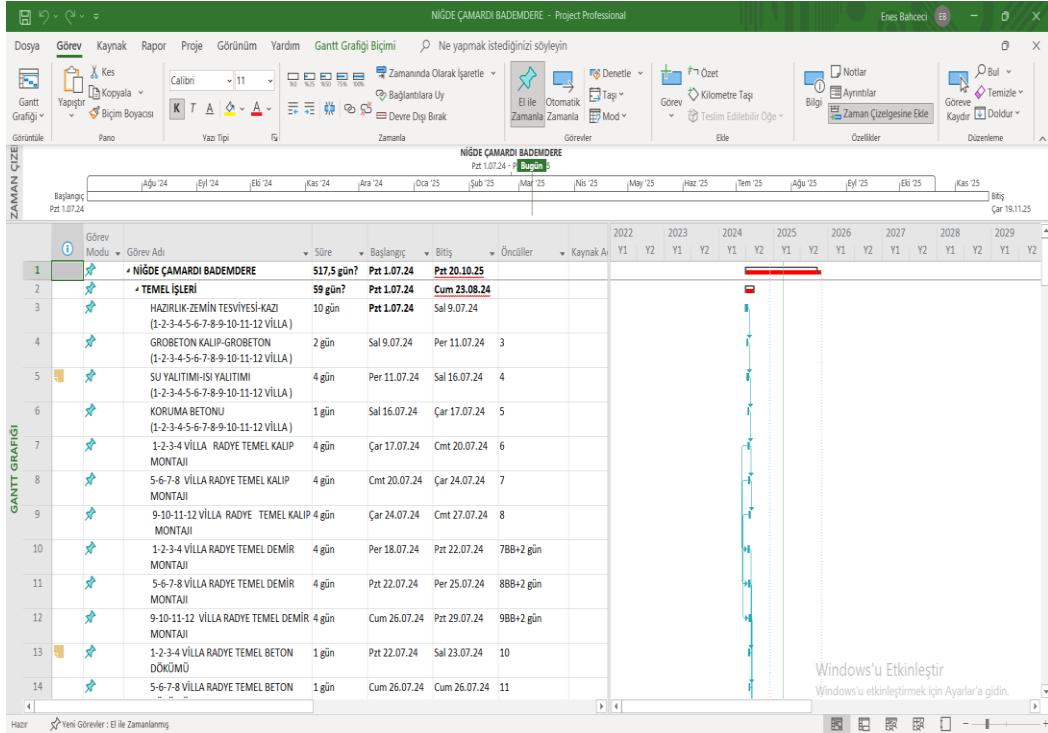 NİĞDE ÇAMARDI BADEMDERE - Project Professional
Enes Bahceci EB
Dosya Görev Kaynak Rapor Proje Görünüm Yardım Gantt Grafiği Biçimi Ne yapmak istediğinizi söyleyin
Gantt Grafiği
Görüntüle
Yapıştır
Kes
Kopyala
Biçim Boyacısı
Pano
Calibri 11
K T A A
Yazı Tipi
%0 %25 %50 %75 %100
Zamanında Olarak İşaretle
Bağlantılara Uy
Devre Dışı Bırak
Zamanla
El ile Zamanla
Otomatik Zamanla
Denetle
Taşı
Mod
Görevler
Görev
Özet
Kilometre Taşı
Teslim Edilebilir Öğe
Ekle
Bilgi
Notlar
Ayrıntılar
Zaman Çizelgesine Ekle
Özellikler
Göreve Kaydır
Bul
Temizle
Doldur
Düzenleme
ZAMAN ÇİZE
NİĞDE ÇAMARDI BADEMDERE
Pzt 1.07.24 - P
Bugün
5
Ağu '24 Eyl '24 Eki '24 Kas '24 Ara '24 Oca '25 Şub '25 Mar '25 Nis '25 May '25 Haz '25 Tem '25 Ağu '25 Eyl '25 Eki '25 Kas '25
Başlangıç
Pzt 1.07.24
Bitiş
Çar 19.11.25
Görev Modu Görev Adı Süre Başlangıç Bitiş Öncüller Kaynak A
2022 2023 2024 2025 2026 2027 2028 2029
Y1 Y2 Y1 Y2 Y1 Y2 Y1 Y2 Y1 Y2 Y1 Y2 Y1 Y2 Y1 Y2
GANTT GRAFIĞI
1 NİĞDE ÇAMARDI BADEMDERE 517,5 gün? Pzt 1.07.24 Pzt 20.10.25
2 TEMEL İŞLERİ 59 gün? Pzt 1.07.24 Cum 23.08.24
3 HAZIRLIK-ZEMİN TESVİYESİ-KAZI 10 gün Pzt 1.07.24 Sal 9.07.24
(1-2-3-4-5-6-7-8-9-10-11-12 VİLLA )
4 GROBETON KALIP-GROBETON 2 gün Sal 9.07.24 Per 11.07.24 3
(1-2-3-4-5-6-7-8-9-10-11-12 VİLLA )
5 SU YALITIMI-ISI YALITIMI 4 gün Per 11.07.24 Sal 16.07.24 4
(1-2-3-4-5-6-7-8-9-10-11-12 VİLLA )
6 KORUMA BETONU 1 gün Sal 16.07.24 Çar 17.07.24 5
(1-2-3-4-5-6-7-8-9-10-11-12 VİLLA )
7 1-2-3-4 VİLLA RADYE TEMEL KALIP 4 gün Çar 17.07.24 Cmt 20.07.24 6
MONTAJI
8 5-6-7-8 VİLLA RADYE TEMEL KALIP 4 gün Cmt 20.07.24 Çar 24.07.24 7
MONTAJI
9 9-10-11-12 VİLLA RADYE TEMEL KALIP 4 gün Çar 24.07.24 Cmt 27.07.24 8
MONTAJI
10 1-2-3-4 VİLLA RADYE TEMEL DEMİR 4 gün Per 18.07.24 Pzt 22.07.24 7BB+2 gün
MONTAJI
11 5-6-7-8 VİLLA RADYE TEMEL DEMİR 4 gün Pzt 22.07.24 Per 25.07.24 8BB+2 gün
MONTAJI
12 9-10-11-12 VİLLA RADYE TEMEL DEMİR 4 gün Cum 26.07.24 Pzt 29.07.24 9BB+2 gün
MONTAJI
13 1-2-3-4 VİLLA RADYE TEMEL BETON 1 gün Pzt 22.07.24 Sal 23.07.24 10
DÖKÜMÜ
14 5-6-7-8 VİLLA RADYE TEMEL BETON 1 gün Cum 26.07.24 Cum 26.07.24 11
Windows'u Etkinleştir
Windows'u etkinleştirmek için Ayarlar'a gidin.
Hazır Yeni Görevler : El ile Zamanlanmış